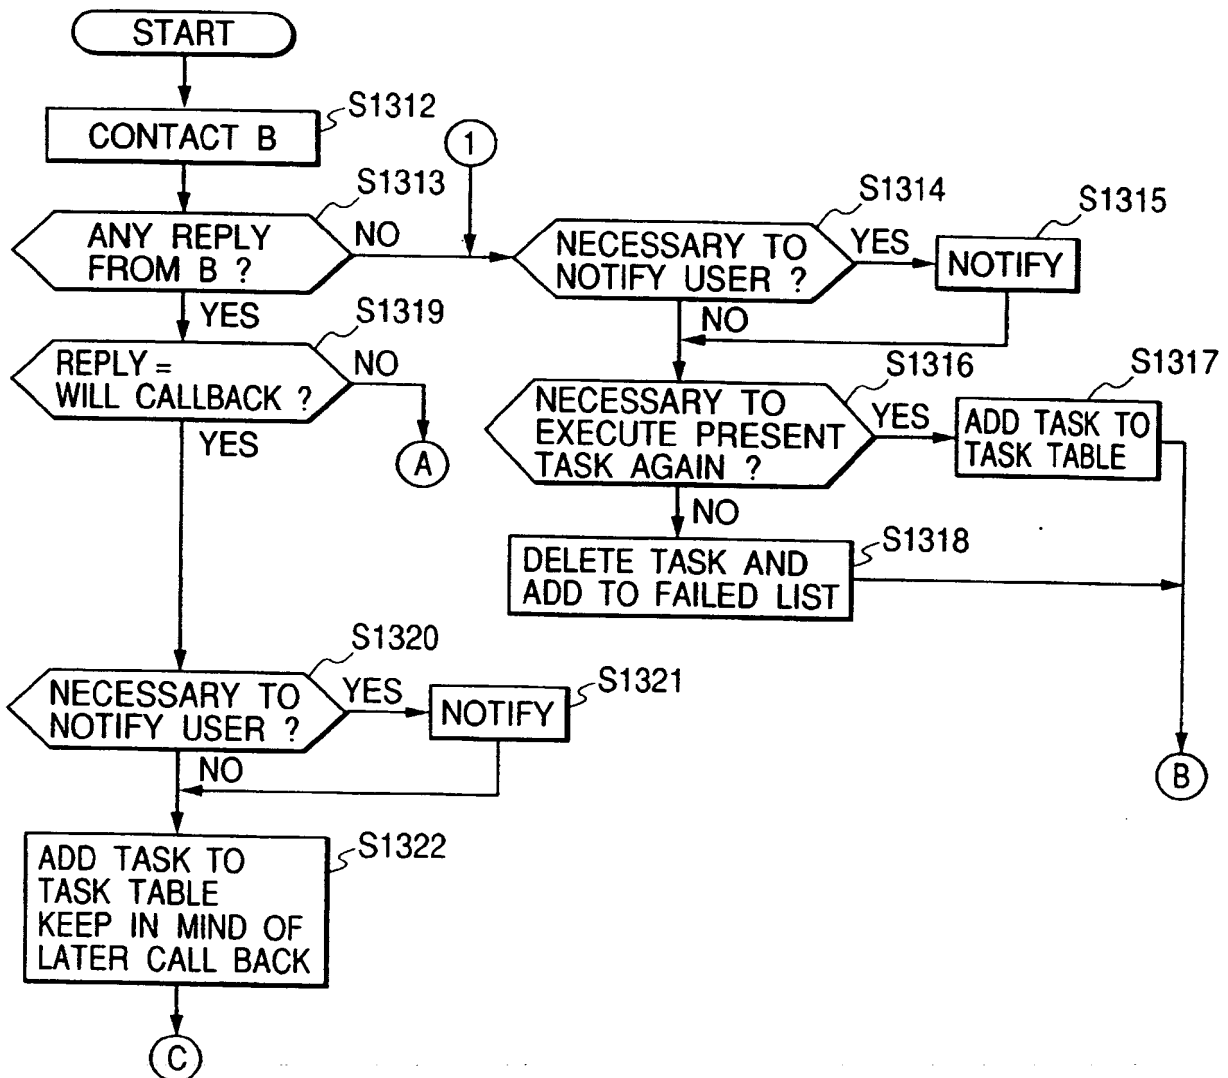 START
S1312
CONTACT B
1
S1313
ANY REPLY
FROM B ?
NO
S1314
NECESSARY TO
NOTIFY USER ?
YES
S1315
NOTIFY
YES
NO
S1319
REPLY =
WILL CALLBACK ?
NO
A
YES
S1316
NECESSARY TO
EXECUTE PRESENT
TASK AGAIN ?
YES
S1317
ADD TASK TO
TASK TABLE
NO
S1318
DELETE TASK AND
ADD TO FAILED LIST
B
S1320
NECESSARY TO
NOTIFY USER ?
YES
S1321
NOTIFY
NO
S1322
ADD TASK TO
TASK TABLE
KEEP IN MIND OF
LATER CALL BACK
C